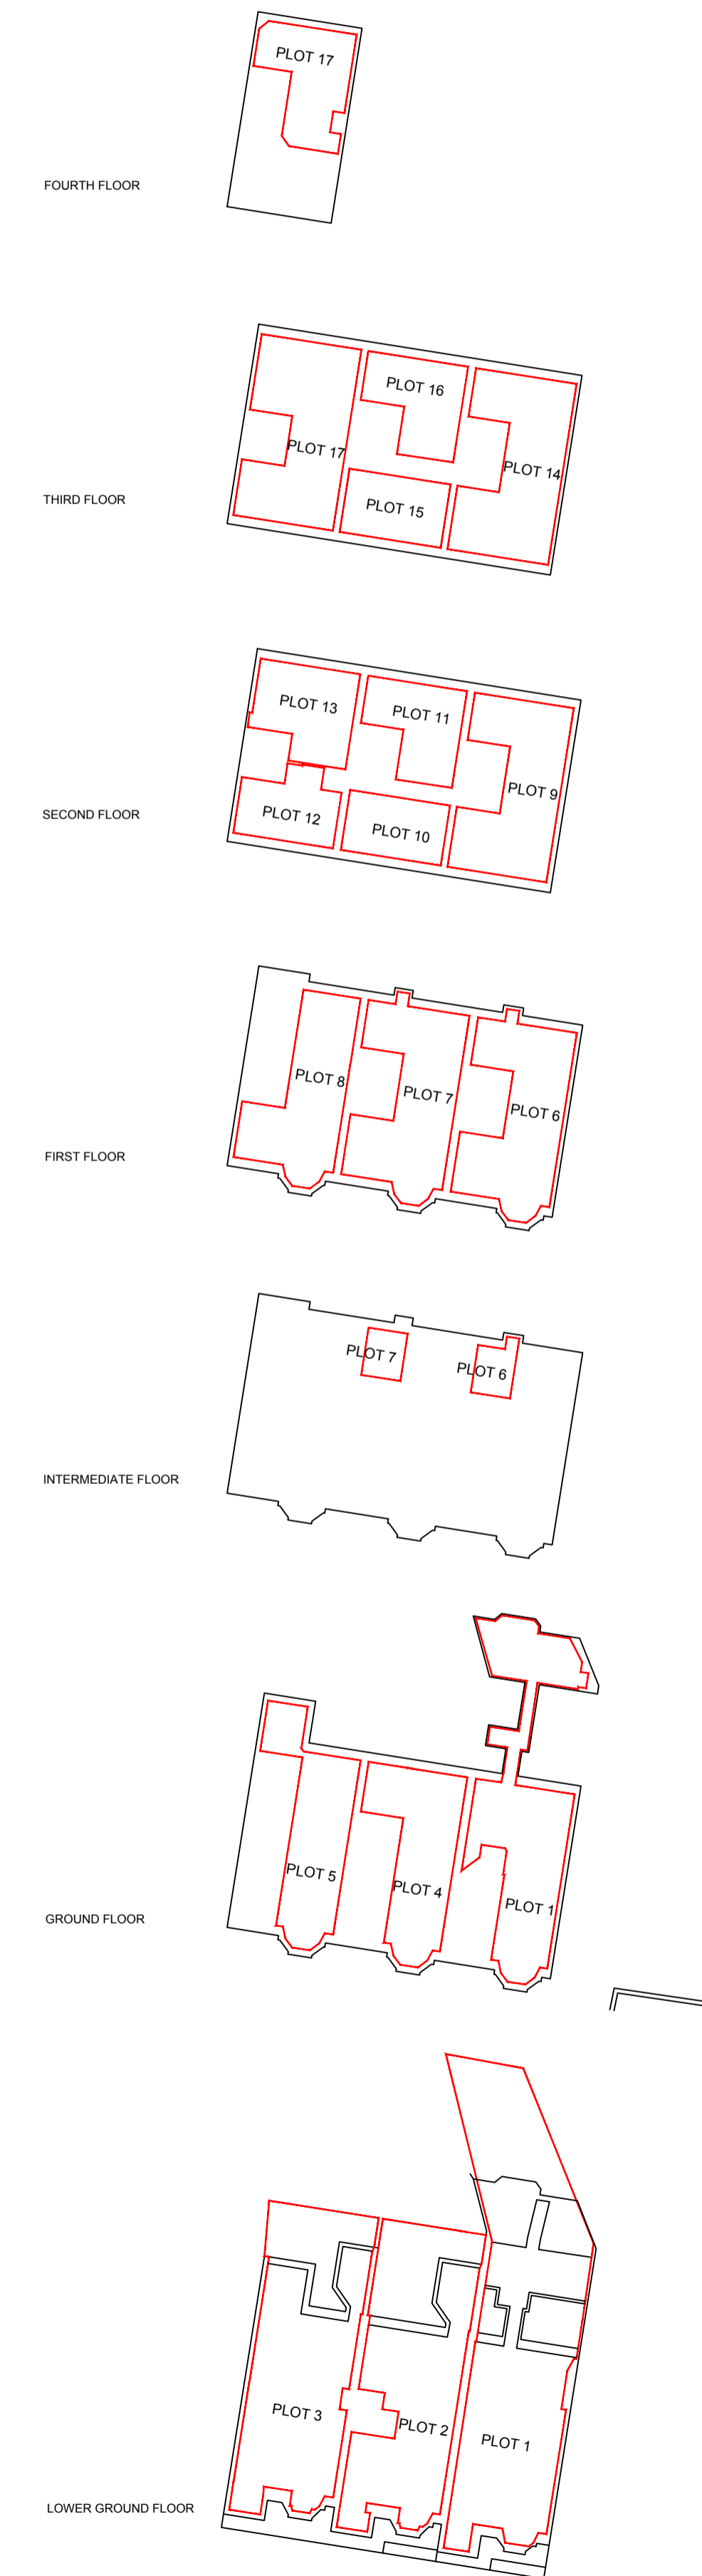 PLOT 17
FOURTH FLOOR
PLOT 16
PLOT 17
PLOT 14
THIRD FLOOR
PLOT 15
PLOT 13
PLOT 11
PLOT 9
SECOND FLOOR
PLOT 12
PLOT 10
PLOT 8
PLOT 7
PLOT 6
FIRST FLOOR
PLOT 7
PLOT 6
INTERMEDIATE FLOOR
PLOT 5
PLOT 4
PLOT 1
GROUND FLOOR
PLOT 3
PLOT 2
PLOT 1
LOWER GROUND FLOOR